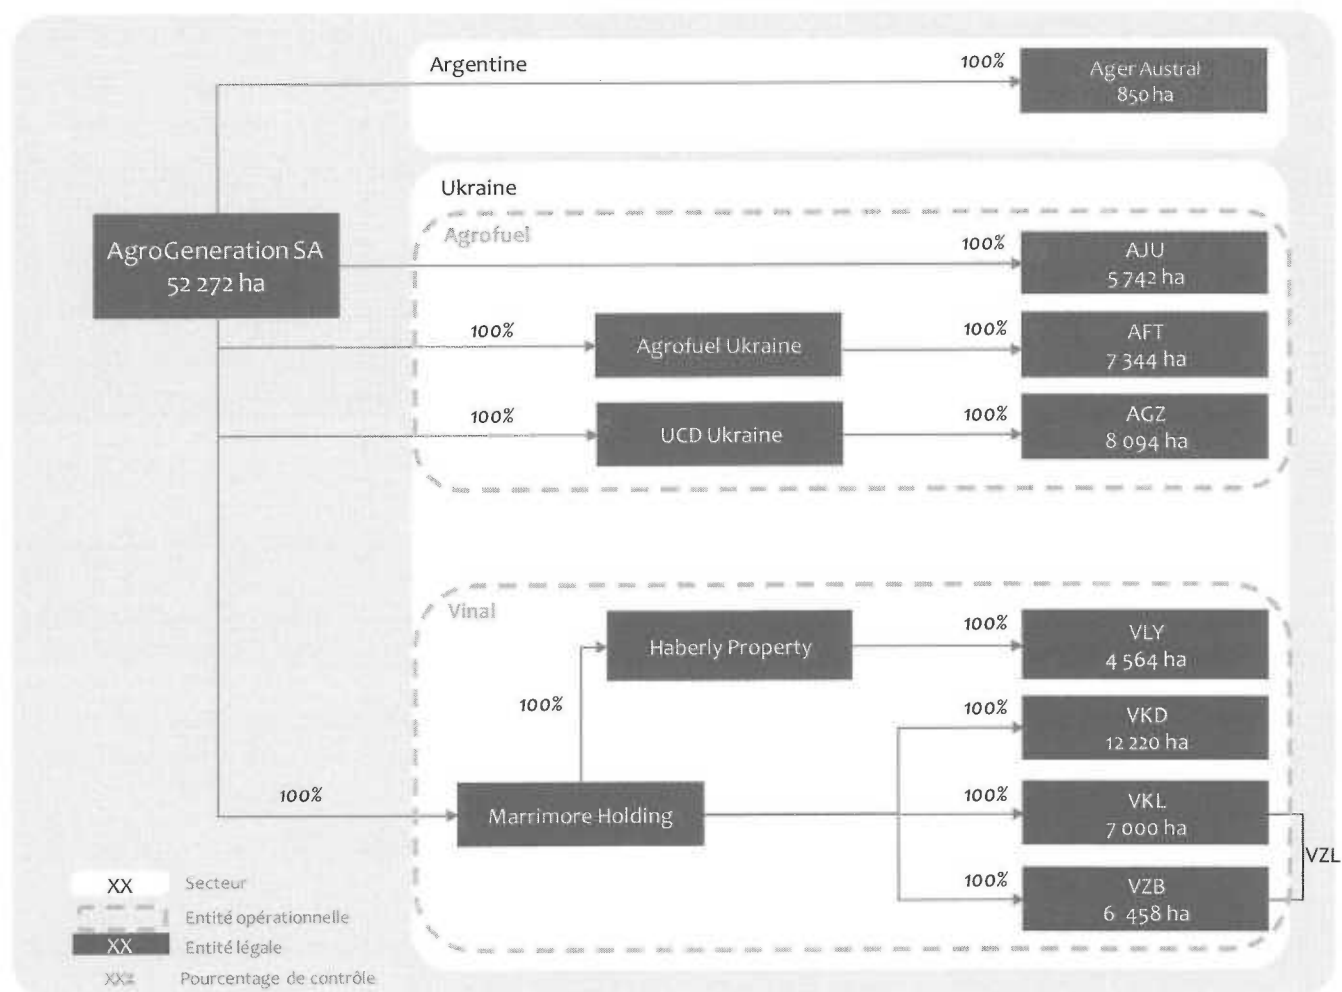 Argentine
100%
Ager Austral
850 ha
Ukraine
AgroGeneration SA
52 272 ha
Agrofuel
100%
AJU
5 742 ha
100%
Agrofuel Ukraine
100%
AFT
7 344 ha
100%
UCD Ukraine
100%
AGZ
8 094 ha
Vinal
Haberly Property
100%
VLY
4 564 ha
100%
100%
VKD
12 220 ha
100%
Marrimore Holding
100%
VKL
7 000 ha
VZL
100%
VZB
6 458 ha
XX Secteur
Entité opérationnelle
XX Entité légale
XX% Pourcentage de contrôle